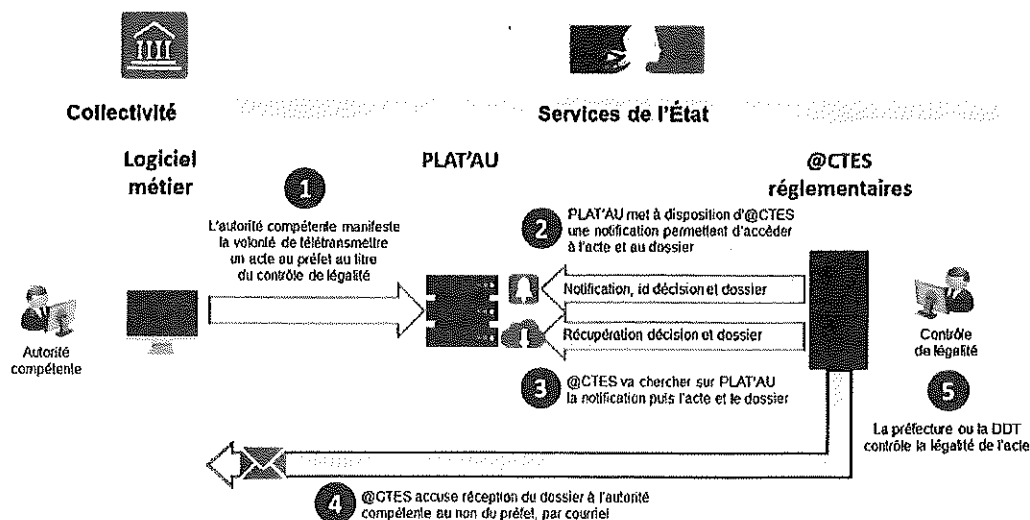 Collectivité
Services de l'État
Logiciel
métier
PLAT'AU
@CTES
réglementaires
1
L'autorité compétente manifeste
la volonté de télétransmettre
un acte au préfet au titre
du contrôle de légalité
2
PLAT'AU met à disposition d'@CTES
une notification permettant d'accéder
à l'acte et au dossier
Notification, id décision et dossier
Récupération décision et dossier
Autorité
compétente
Contrôle
de légalité
3
@CTES va chercher sur PLAT'AU
la notification puis l'acte et le dossier
5
La préfecture ou la DDT
contrôle la légalité de l'acte
4
@CTES accuse réception du dossier à l'autorité
compétente au non du préfet, par courriel